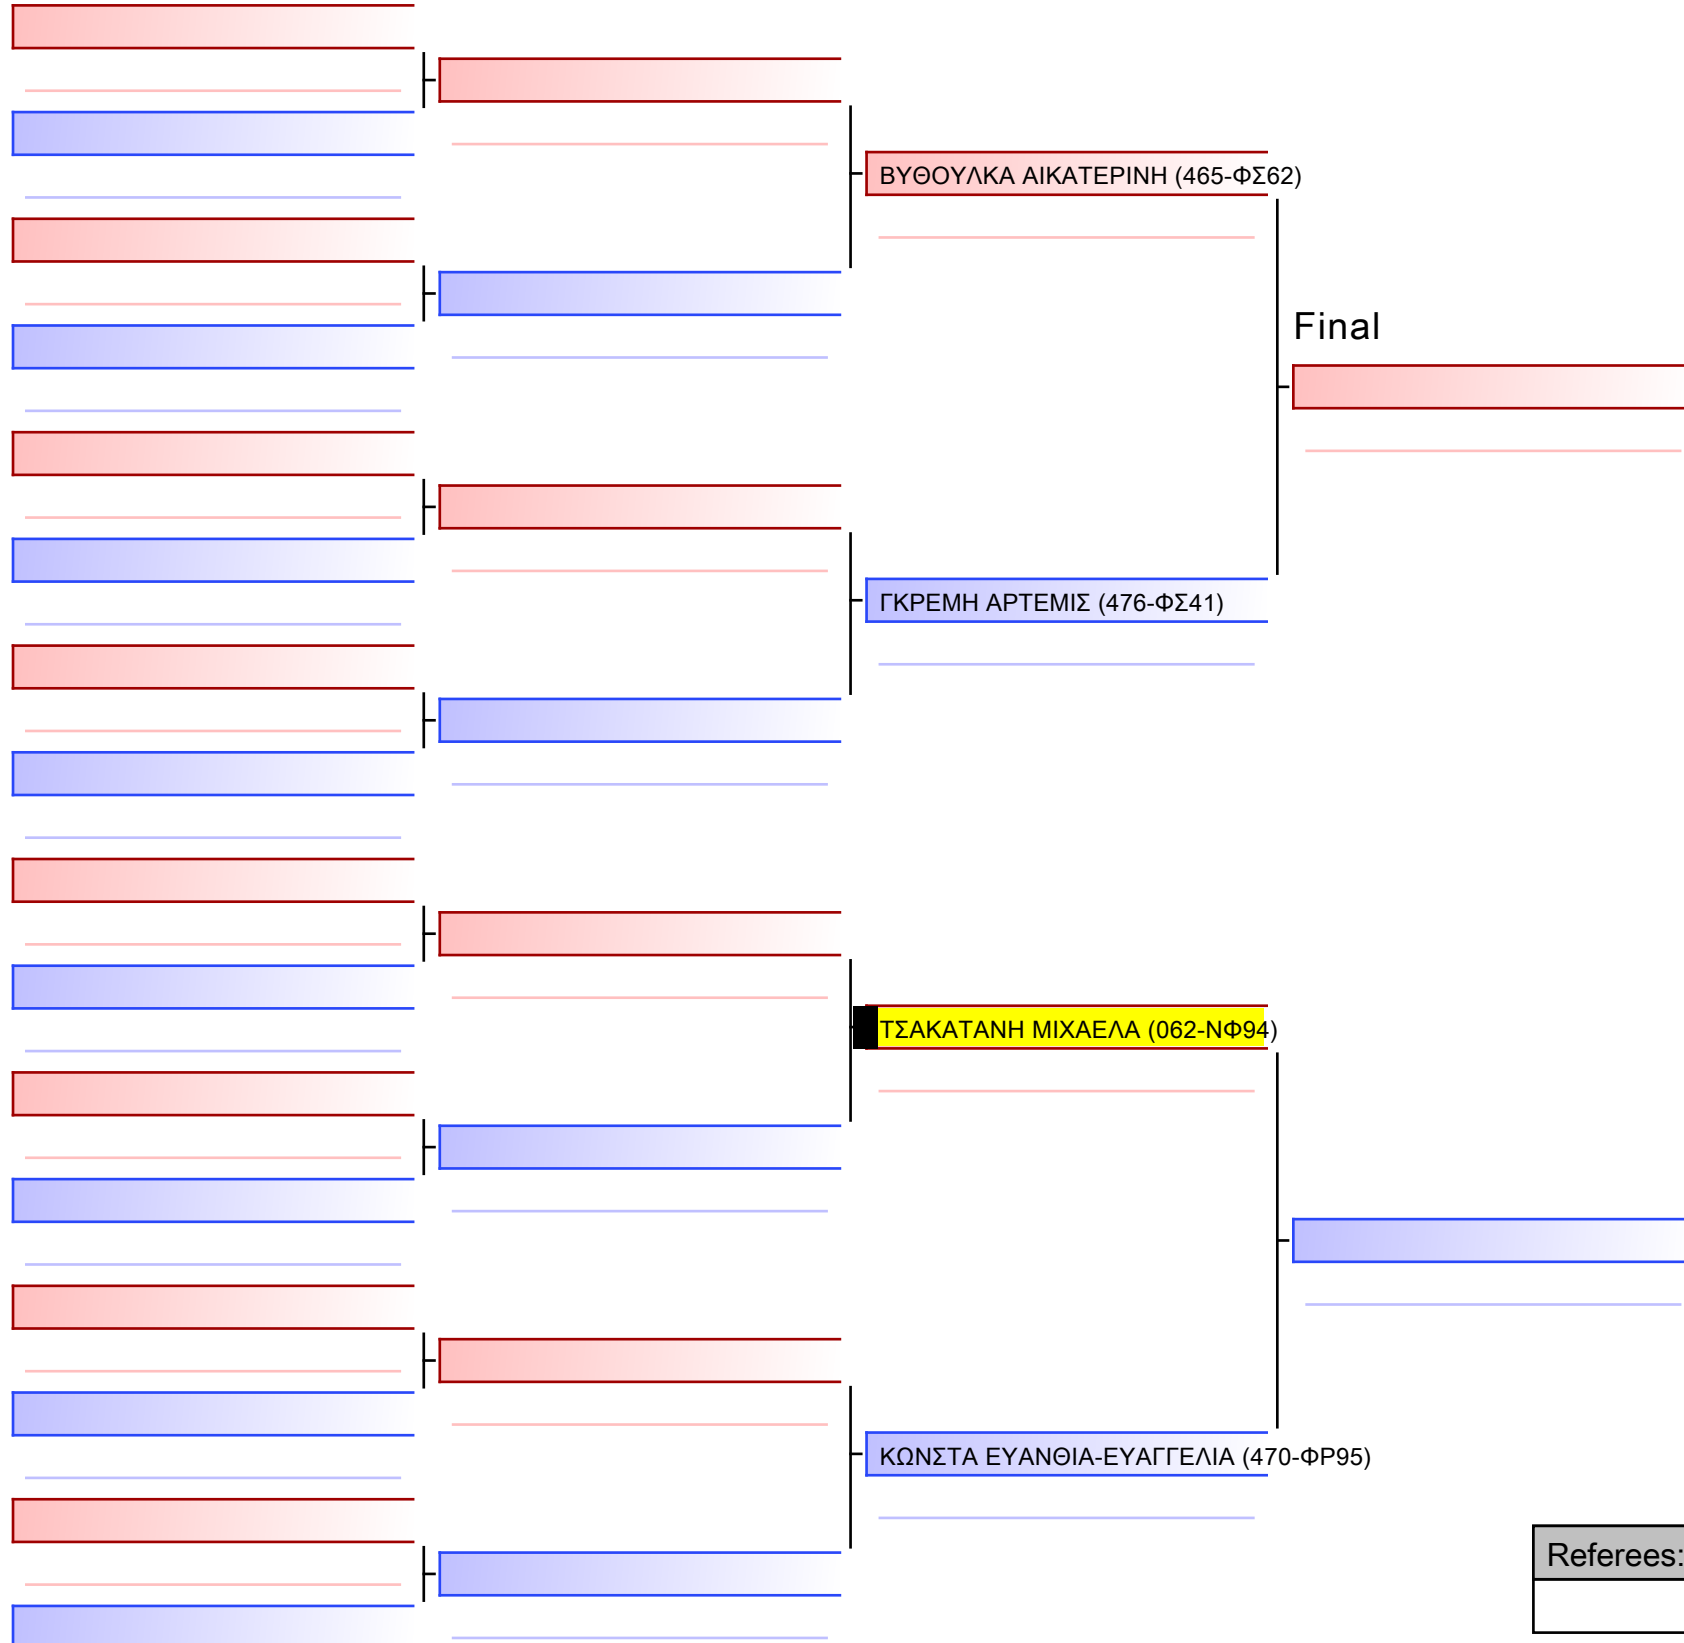 ΒΥΘΟΥΛΚΑ ΑΙΚΑΤΕΡΙΝΗ (465-ΦΣ62)
Final
ΓΚΡΕΜΗ ΑΡΤΕΜΙΣ (476-ΦΣ41)
ΤΣΑΚΑΤΑΝΗ ΜΙΧΑΕΛΑ (062-ΝΦ94)
ΚΩΝΣΤΑ ΕΥΑΝΘΙΑ-ΕΥΑΓΓΕΛΙΑ (470-ΦΡ95)
Referees: